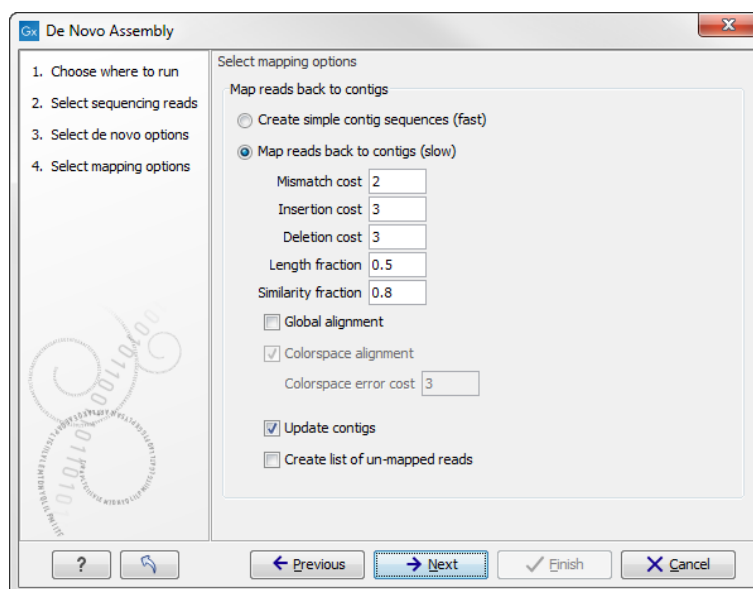 Gx De Novo Assembly
X
1. Choose where to run
2. Select sequencing reads
3. Select de novo options
4. Select mapping options
Select mapping options
Map reads back to contigs
Create simple contig sequences (fast)
Map reads back to contigs (slow)
Mismatch cost 2
Insertion cost 3
Deletion cost 3
Length fraction 0.5
Similarity fraction 0.8
Global alignment
Colorspace alignment
Colorspace error cost 3
Update contigs
Create list of un-mapped reads
? Previous Next Finish Cancel